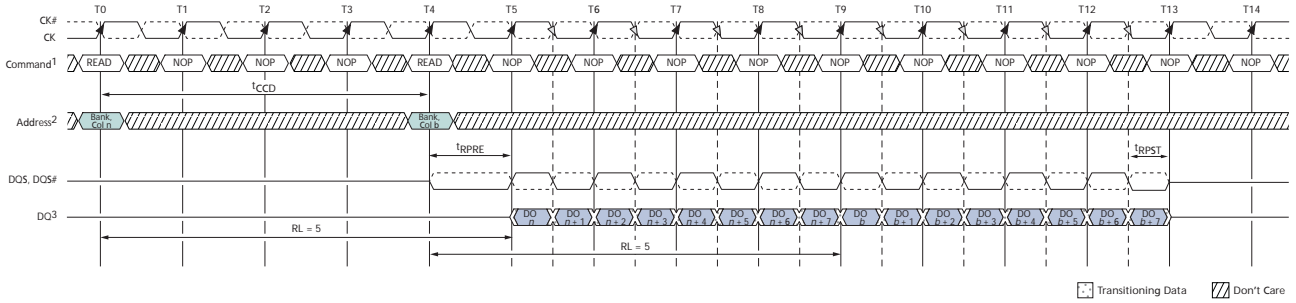 T0 T1 T2 T3 T4 T5 T6 T7 T8 T9 T10 T11 T12 T13 T14
CK#
CK
Command1 READ NOP NOP NOP READ NOP NOP NOP NOP NOP NOP NOP NOP NOP NOP
tCCD
Address2 Bank, Col n Bank, Col b
tRPRE tRPST
DQS, DQS#
DQ3 DO n DO n + 1 DO n + 2 DO n + 3 DO n + 4 DO n + 5 DO n + 6 DO n + 7 DO b DO b + 1 DO b + 2 DO b + 3 DO b + 4 DO b + 5 DO b + 6 DO b + 7
RL = 5
RL = 5
Transitioning Data Don't Care